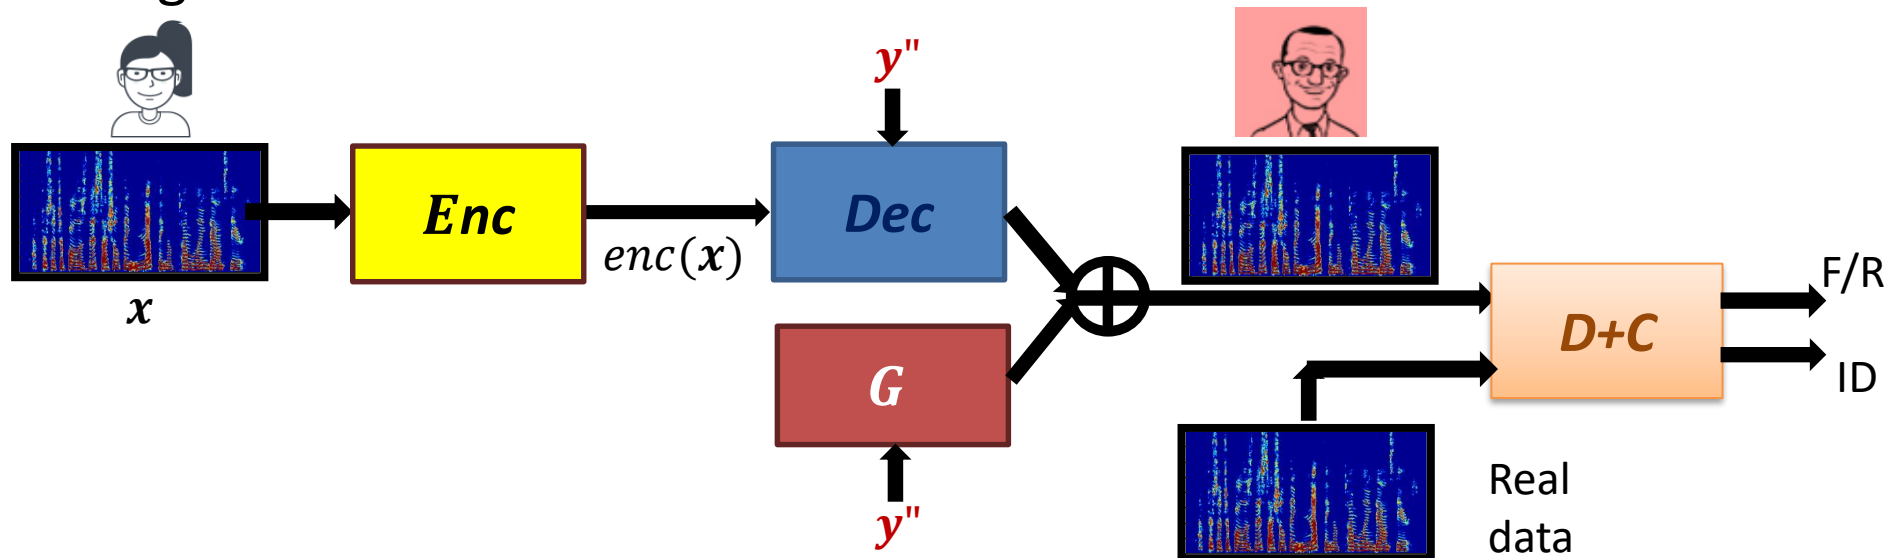 y"
Enc
Dec
enc(x)
x
F/R
D+C
G
ID
Real
data
y"